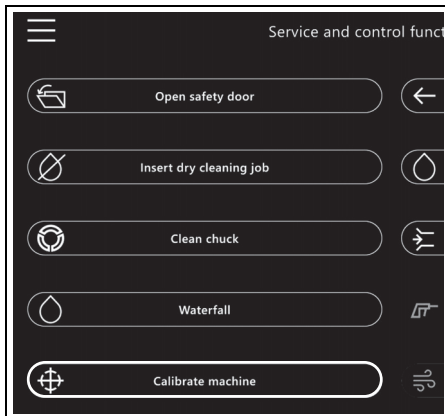 Service and control funct
Open safety door
Insert dry cleaning job
Clean chuck
Waterfall
Calibrate machine